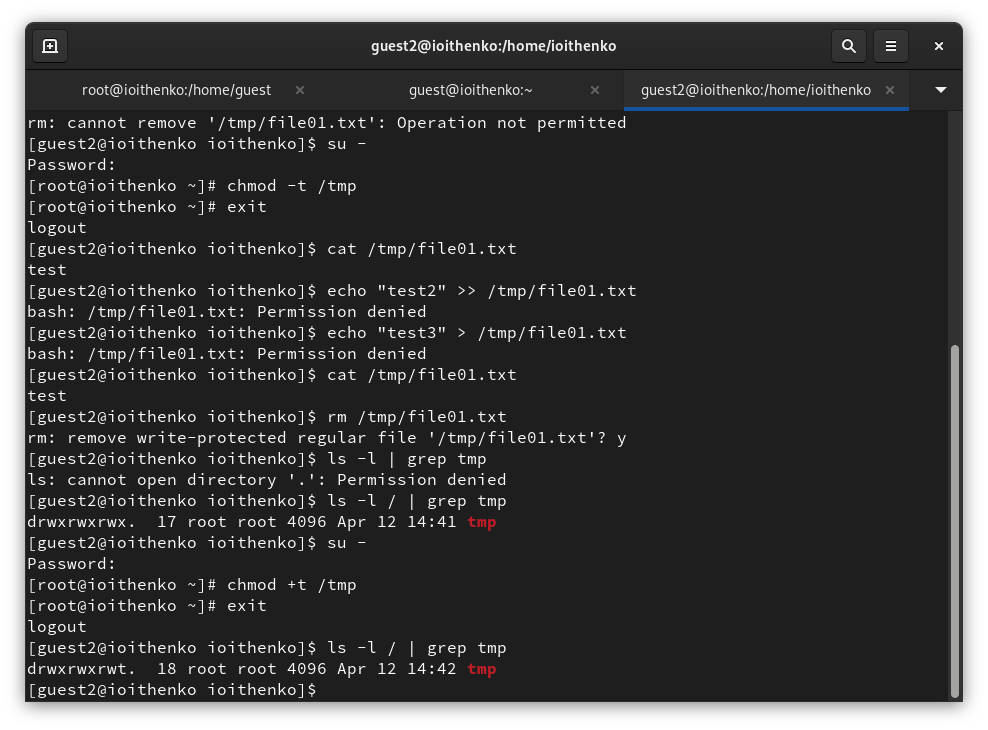 guest2@ioithenko:/home/ioithenko
root@ioithenko:/home/guest
guest@ioithenko:~
guest2@ioithenko:/home/ioithenko
rm: cannot remove '/tmp/file01.txt': Operation not permitted
[guest2@ioithenko ioithenko]$ su -
Password:
[root@ioithenko ~]# chmod -t /tmp
[root@ioithenko ~]# exit
logout
[guest2@ioithenko ioithenko]$ cat /tmp/file01.txt
test
[guest2@ioithenko ioithenko]$ echo "test2" >> /tmp/file01.txt
bash: /tmp/file01.txt: Permission denied
[guest2@ioithenko ioithenko]$ echo "test3" > /tmp/file01.txt
bash: /tmp/file01.txt: Permission denied
[guest2@ioithenko ioithenko]$ cat /tmp/file01.txt
test
[guest2@ioithenko ioithenko]$ rm /tmp/file01.txt
rm: remove write-protected regular file '/tmp/file01.txt'? y
[guest2@ioithenko ioithenko]$ ls -l | grep tmp
ls: cannot open directory '.': Permission denied
[guest2@ioithenko ioithenko]$ ls -l / | grep tmp
drwxrwxrwx.  17 root root 4096 Apr 12 14:41 tmp
[guest2@ioithenko ioithenko]$ su -
Password:
[root@ioithenko ~]# chmod +t /tmp
[root@ioithenko ~]# exit
logout
[guest2@ioithenko ioithenko]$ ls -l / | grep tmp
drwxrwxrwt.  18 root root 4096 Apr 12 14:42 tmp
[guest2@ioithenko ioithenko]$